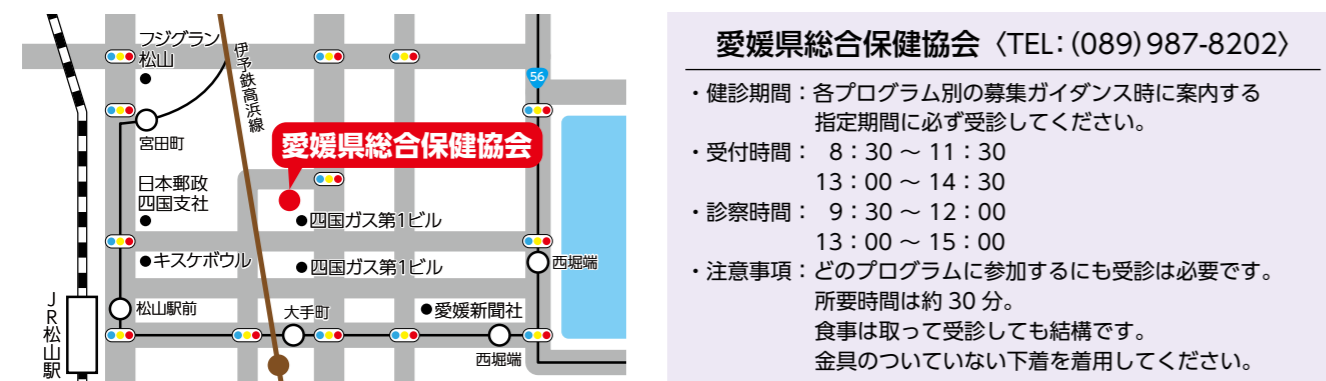 フジグラン
松山
伊予鉄高浜線
56
宮田町
愛媛県総合保健協会
日本郵政
四国支社
四国ガス第1ビル
キスケボウル
四国ガス第1ビル
西堀端
JR松山駅
松山駅前
大手町
愛媛新聞社
西堀端
愛媛県総合保健協会〈TEL:(089)987-8202〉
・健診期間：各プログラム別の募集ガイダンス時に案内する
指定期間に必ず受診してください。
・受付時間： 8：30 ～ 11：30
13：00 ～ 14：30
・診察時間： 9：30 ～ 12：00
13：00 ～ 15：00
・注意事項：どのプログラムに参加するにも受診は必要です。
所要時間は約 30 分。
食事は取って受診しても結構です。
金具のついていない下着を着用してください。